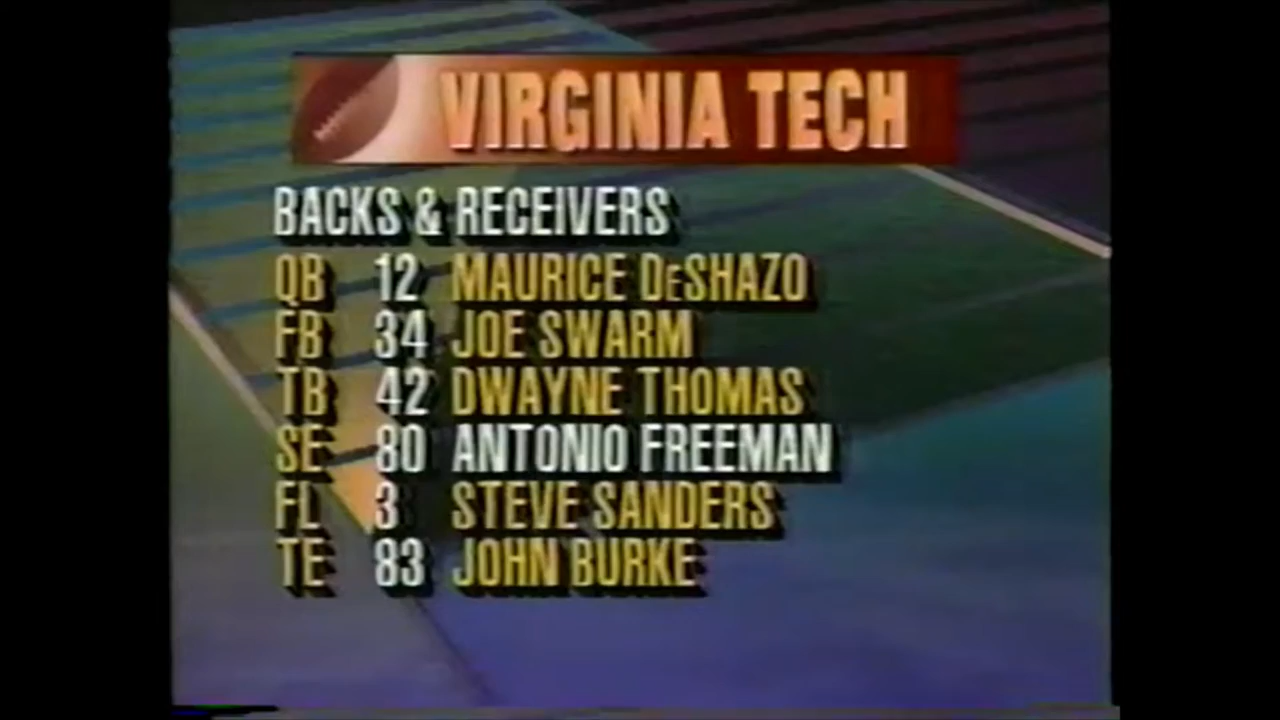 VIRGINIA TECH
BACKS & RECEIVERS
QB 12 MAURICE DeSHAZO
FB 34 JOE SWARM
TB 42 DWAYNE THOMAS
SE 80 ANTONIO FREEMAN
FL 3 STEVE SANDERS
TE 83 JOHN BURKE